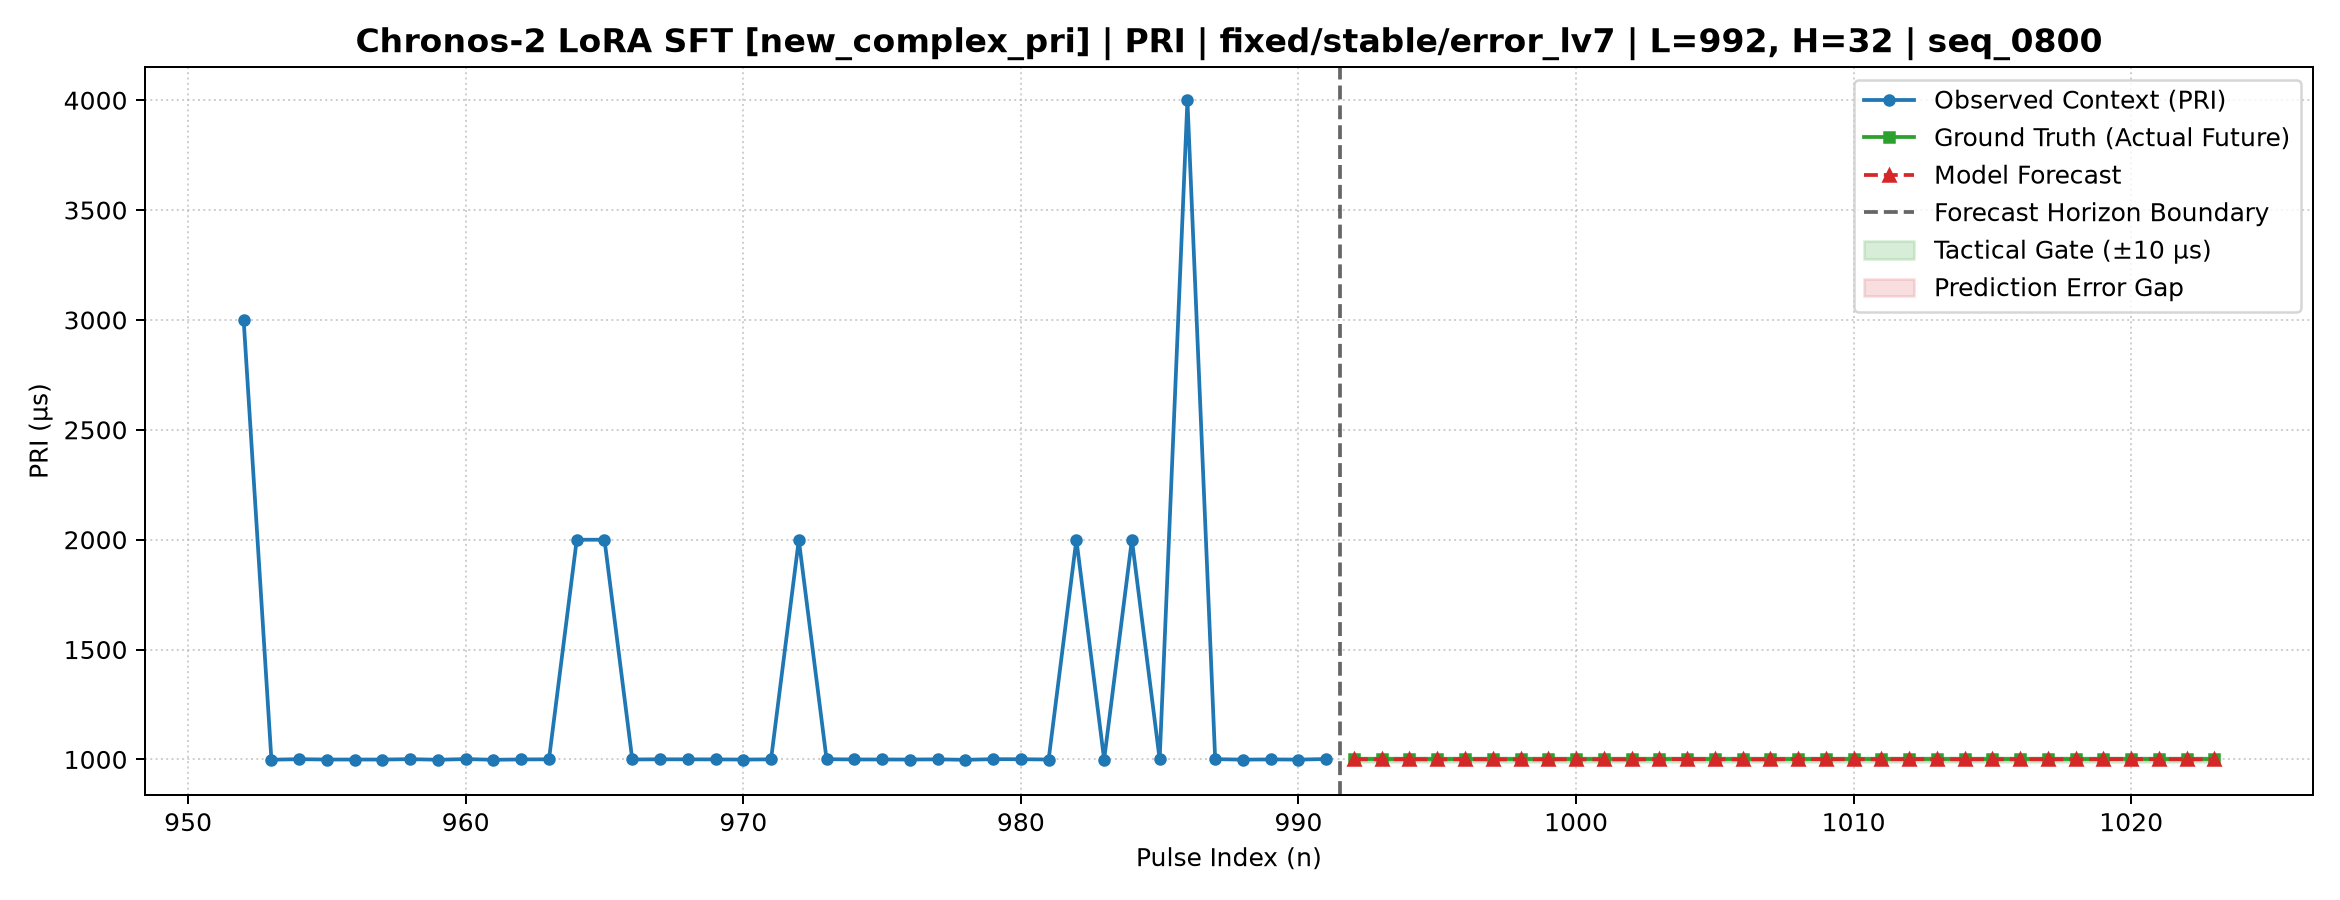 Chronos-2 LoRA SFT [new_complex_pri] | PRI | fixed/stable/error_lv7 | L=992, H=32 | seq_0800
Observed Context (PRI)
Ground Truth (Actual Future)
Model Forecast
Forecast Horizon Boundary
Tactical Gate (±10 µs)
Prediction Error Gap
PRI (µs)
4000
3500
3000
2500
2000
1500
1000
950 960 970 980 990 1000 1010 1020
Pulse Index (n)